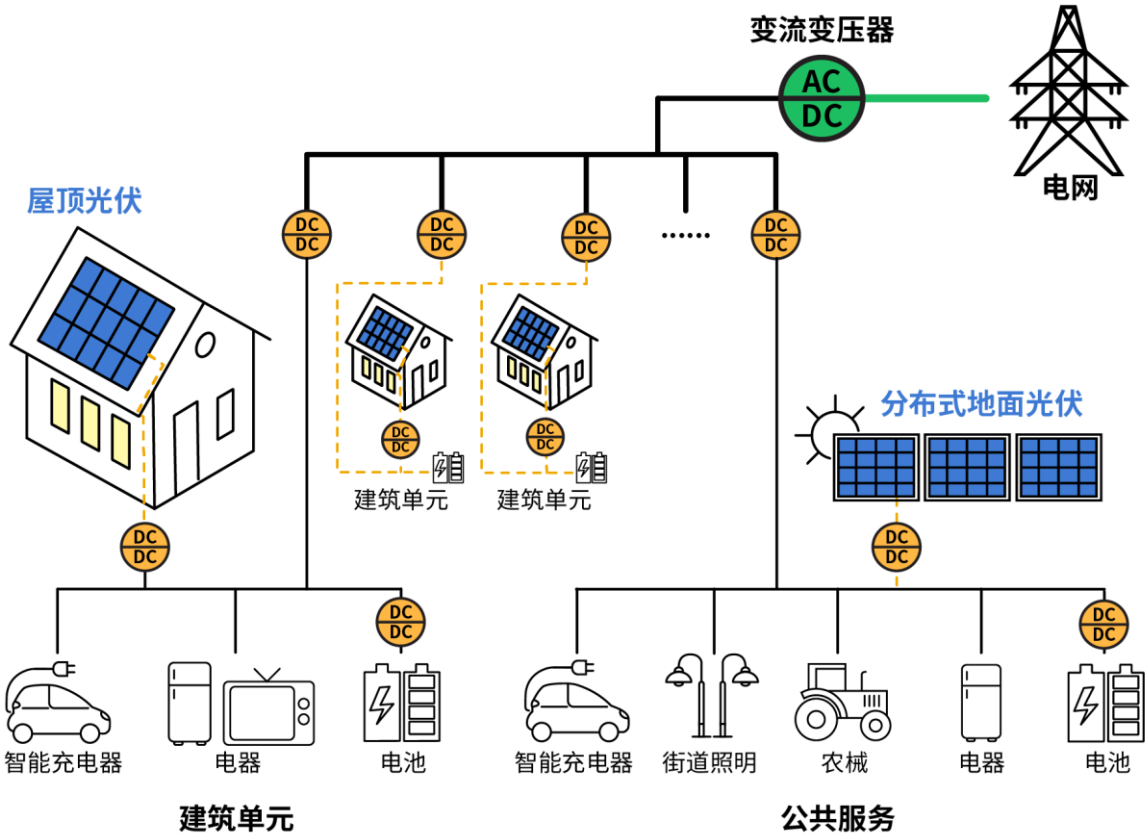 变流变压器
AC
DC
电网
屋顶光伏
DC
DC
DC
DC
DC
DC
......
DC
DC
分布式地面光伏
DC
DC
DC
DC
建筑单元
建筑单元
DC
DC
DC
DC
DC
DC
DC
DC
智能充电器
电器
电池
智能充电器
街道照明
农械
电器
电池
建筑单元
公共服务